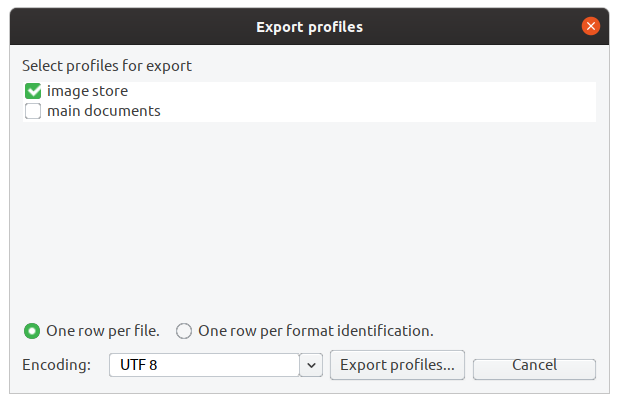 Export profiles
Select profiles for export
image store
main documents
One row per file. One row per format identification.
Encoding: UTF 8 Export profiles... Cancel